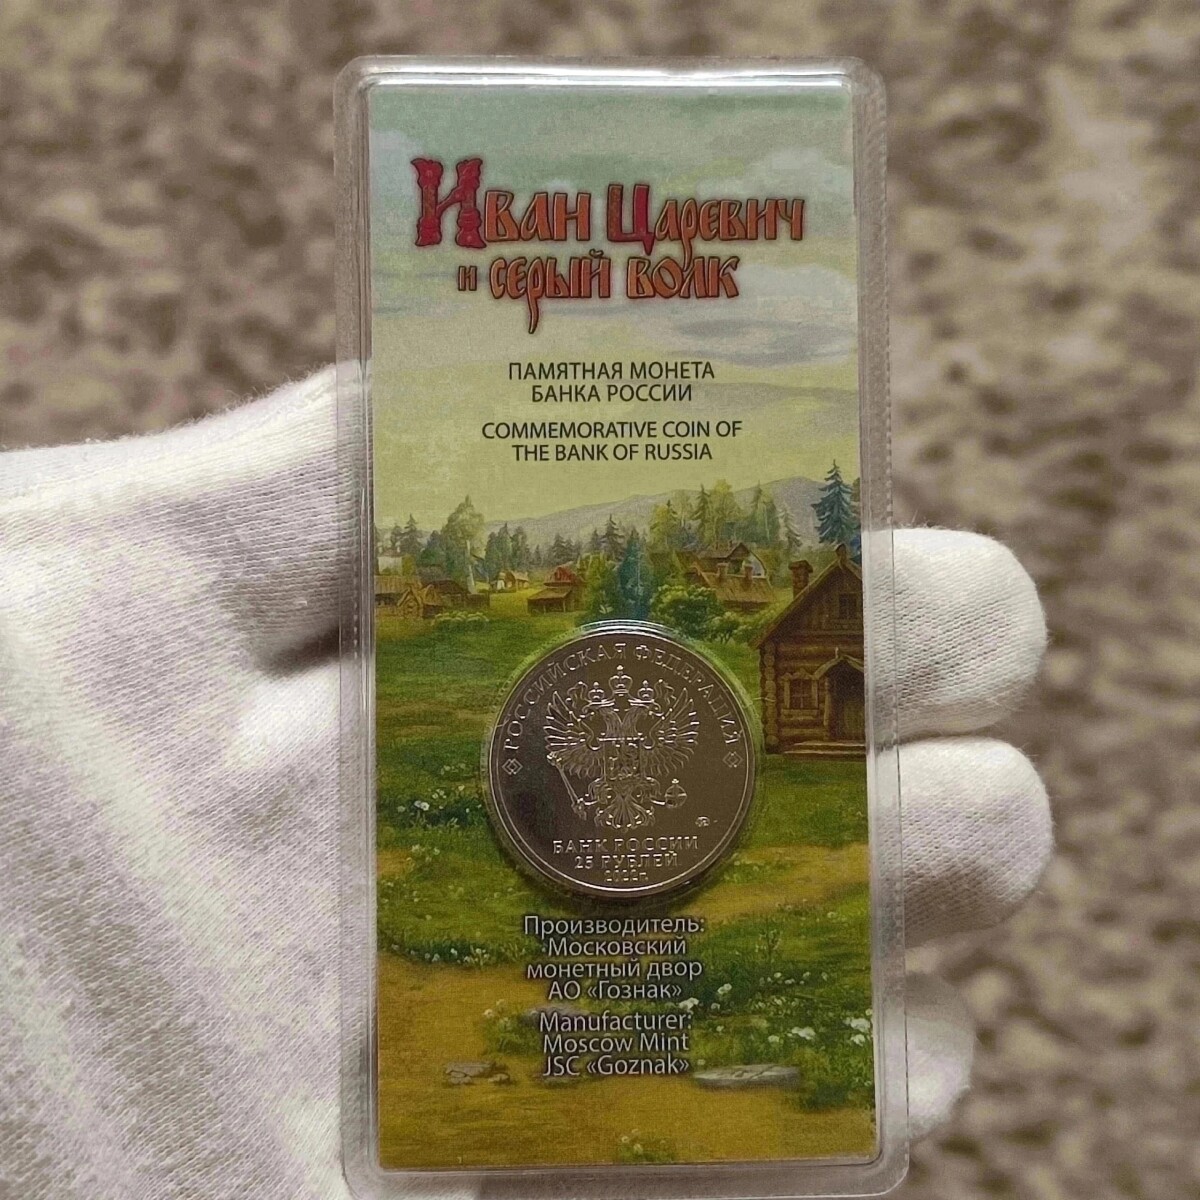 Иван Царевич
и серый волк
ПАМЯТНАЯ МОНЕТА
БАНКА РОССИИ
COMMEMORATIVE COIN OF
THE BANK OF RUSSIA
РОССИЙСКАЯ ФЕДЕРАЦИЯ
БАНК РОССИИ
25 РУБЛЕЙ
2022г.
Производитель:
Московский
монетный двор
АО «Гознак»
Manufacturer:
Moscow Mint
JSC «Goznak»